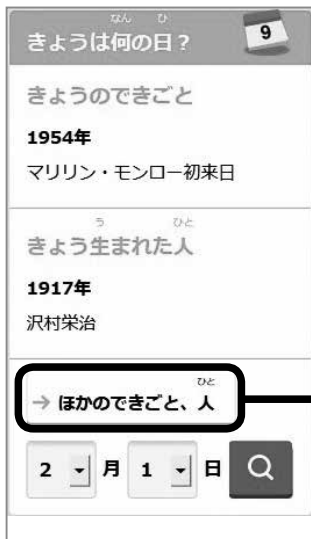 なん ひ
きょうは何の日？
9
きょうのできごと
1954年
マリリン・モンロー初来日
う ひと
きょう生まれた人
1917年
沢村栄治
ひと
→ ほかのできごと、人
2 月 1 日